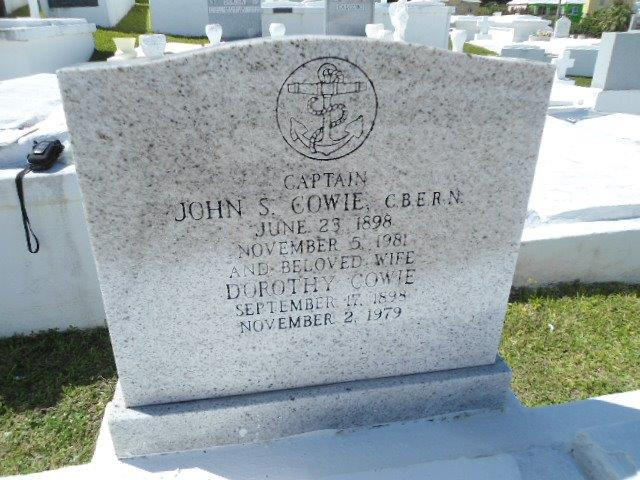 CAPTAIN
JOHN S. COWIE, C.B.E.R.N.
JUNE 23 1898
NOVEMBER 5, 1981
AND BELOVED WIFE
DOROTHY COWIE
SEPTEMBER 17, 1898
NOVEMBER 2, 1979